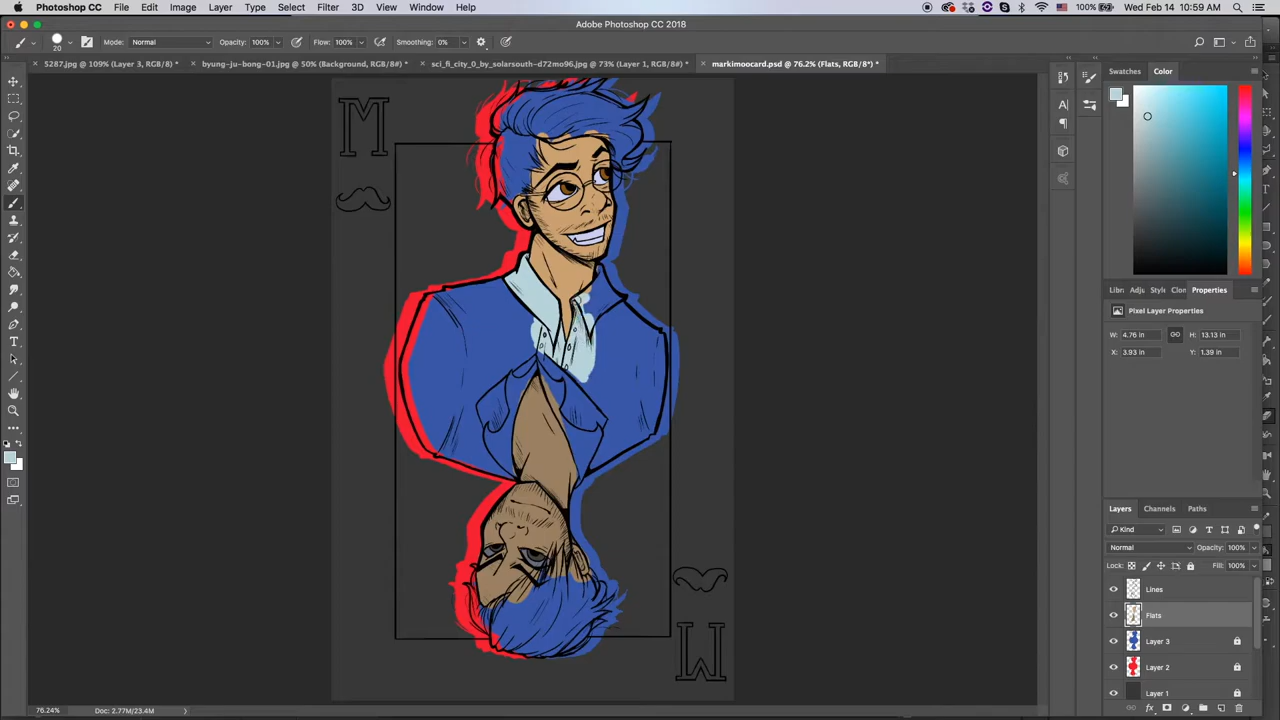 Photoshop CC File Edit Image Layer Type Select Filter 3D View Window Help 100% Wed Feb 14 10:59 AM
Adobe Photoshop CC 2018
20 Mode: Normal Opacity: 100% Flow: 100% Smoothing: 0%
5287.jpg @ 109% (Layer 3, RGB/8*) byung-ju-bong-01.jpg @ 50% (Background, RGB/8#) * sci_fi_city_0_by_solarsouth-d72mo96.jpg @ 73% (Layer 1, RGB/8#) * markimoocard.psd @ 76.2% (Flats, RGB/8*) *
Swatches Color
M
Libr Adju Style Clon Properties
Pixel Layer Properties
W: 4.76 in H: 13.13 in
X: 3.93 in Y: 1.39 in
Layers Channels Paths
Kind
Normal Opacity: 100%
Lock: Fill: 100%
Lines
Flats
Layer 3
Layer 2
Layer 1
M
76.24% Doc: 2.77M/23.4M